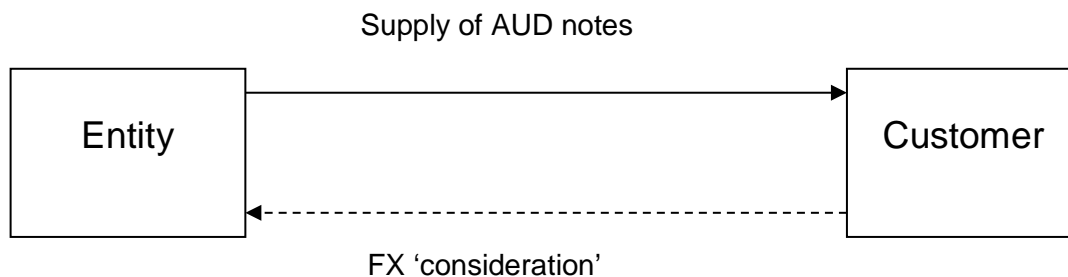 Supply of AUD notes
Entity
Customer
FX ‘consideration’